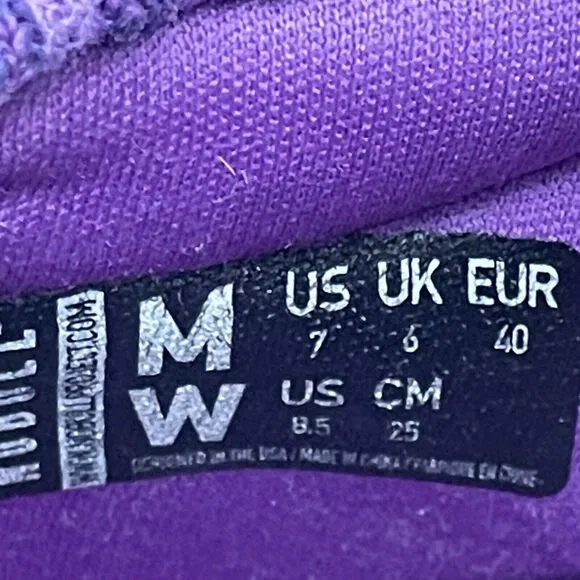 NOBULL
M US UK EUR
7 6 40
W US CM
8.5 25
DESIGNED IN THE USA / MADE IN CHINA / FABRIQUÉ EN CHINE